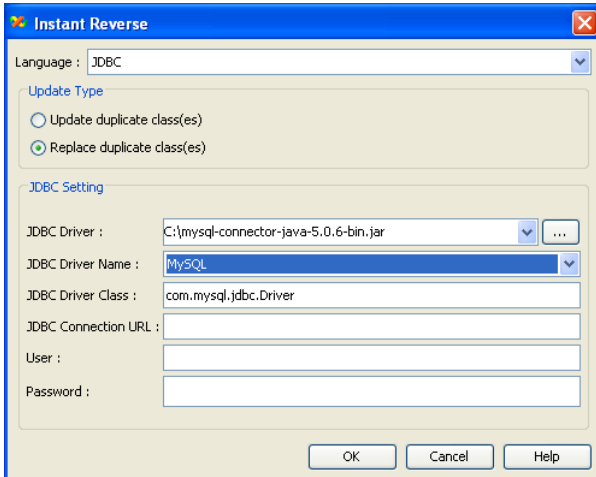 Instant Reverse
Language : JDBC
Update Type
Update duplicate class(es)
Replace duplicate class(es)
JDBC Setting
JDBC Driver : C:\mysql-connector-java-5.0.6-bin.jar ...
JDBC Driver Name : MySQL
JDBC Driver Class : com.mysql.jdbc.Driver
JDBC Connection URL :
User :
Password :
OK Cancel Help